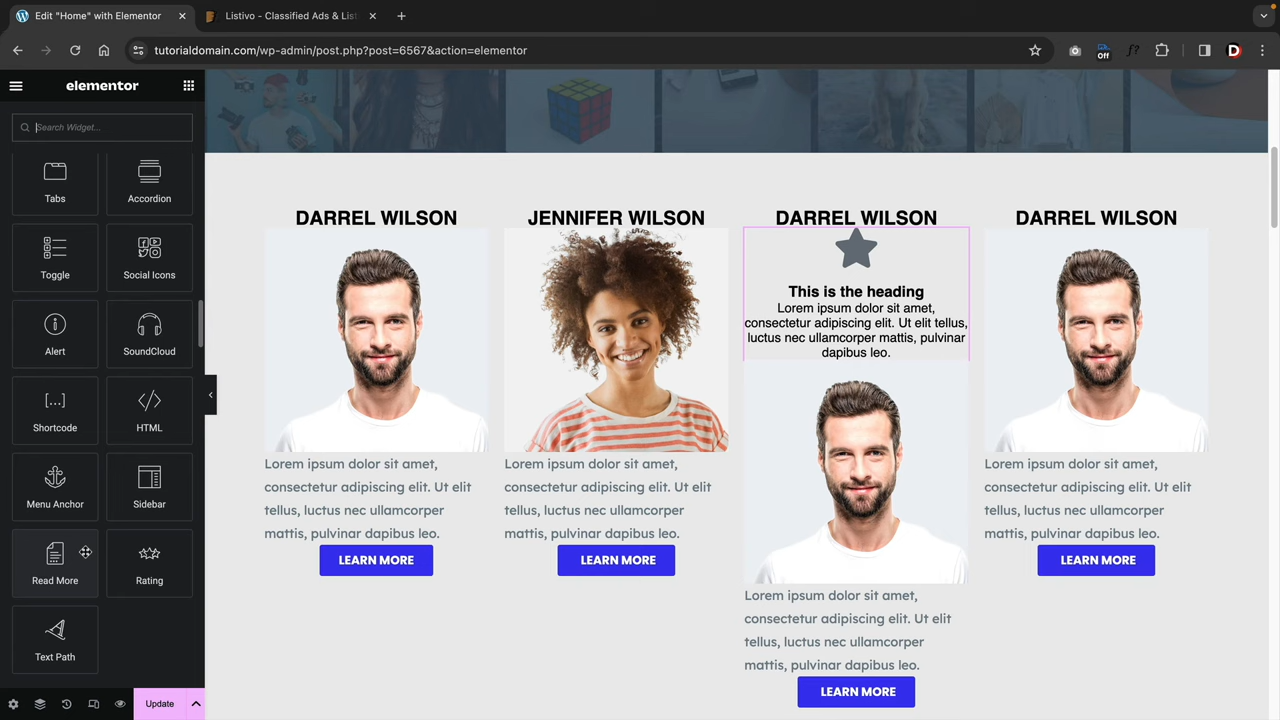 Edit "Home" with Elementor
Listivo - Classified Ads & List
tutorialdomain.com/wp-admin/post.php?post=6567&action=elementor
Off
f?
D
elementor
Search Widget...
Tabs
Accordion
Toggle
Social Icons
Alert
SoundCloud
Shortcode
HTML
Menu Anchor
Sidebar
Read More
Rating
Text Path
Update
DARREL WILSON
Lorem ipsum dolor sit amet,
consectetur adipiscing elit. Ut elit
tellus, luctus nec ullamcorper
mattis, pulvinar dapibus leo.
LEARN MORE
JENNIFER WILSON
Lorem ipsum dolor sit amet,
consectetur adipiscing elit. Ut elit
tellus, luctus nec ullamcorper
mattis, pulvinar dapibus leo.
LEARN MORE
DARREL WILSON
This is the heading
Lorem ipsum dolor sit amet,
consectetur adipiscing elit. Ut elit tellus,
luctus nec ullamcorper mattis, pulvinar
dapibus leo.
Lorem ipsum dolor sit amet,
consectetur adipiscing elit. Ut elit
tellus, luctus nec ullamcorper
mattis, pulvinar dapibus leo.
LEARN MORE
DARREL WILSON
Lorem ipsum dolor sit amet,
consectetur adipiscing elit. Ut elit
tellus, luctus nec ullamcorper
mattis, pulvinar dapibus leo.
LEARN MORE